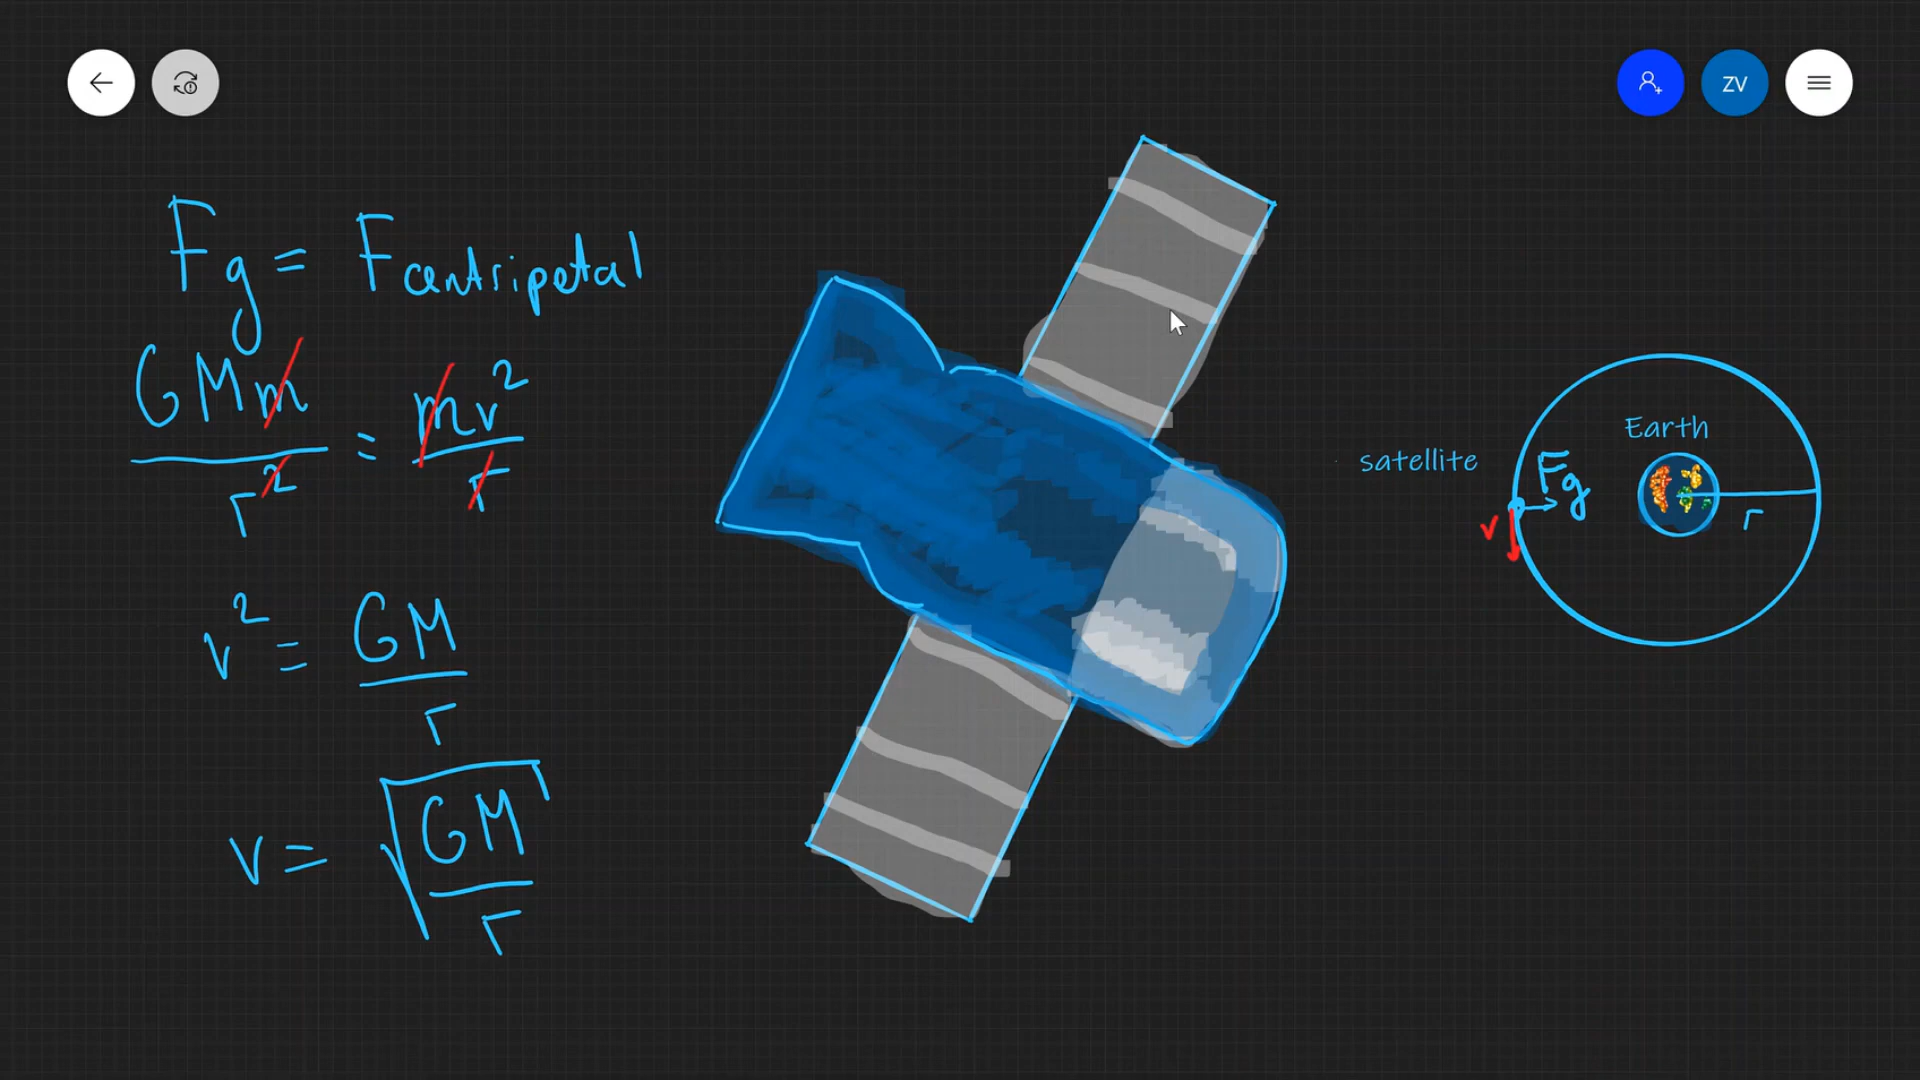 ZV
Fg = Fcentripetal
GMm/r² = mv²/r
v² = GM/r
v = √(GM/r)
Earth
satellite
Fg
v
r